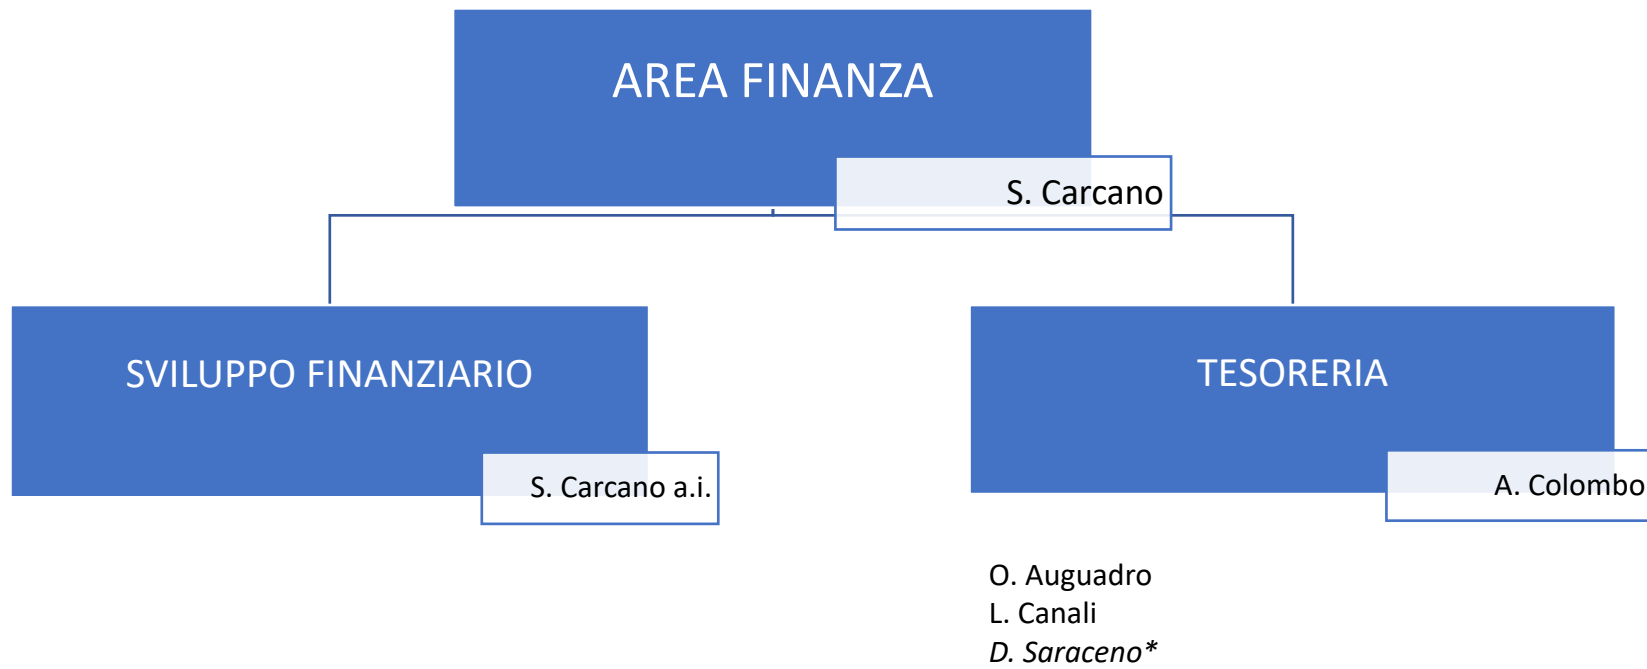 AREA FINANZA
S. Carcano
SVILUPPO FINANZIARIO
S. Carcano a.i.
TESORERIA
A. Colombo
O. Auguadro
L. Canali
D. Saraceno*